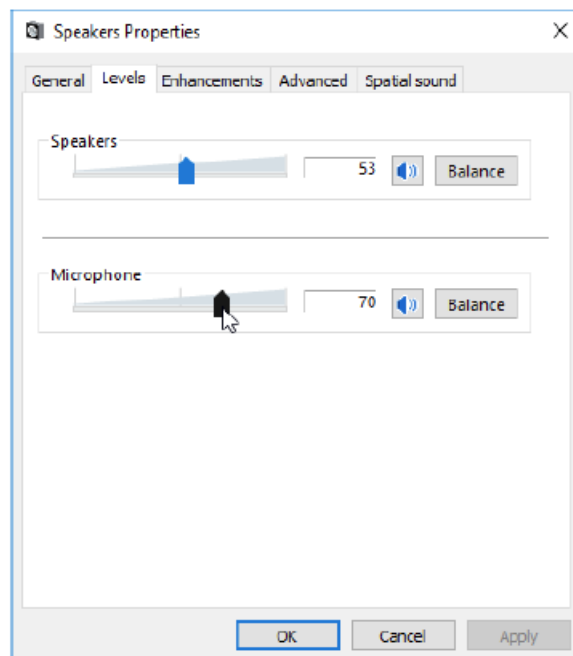 Speakers Properties
General Levels Enhancements Advanced Spatial sound
Speakers
53 Balance
Microphone
70 Balance
OK Cancel Apply